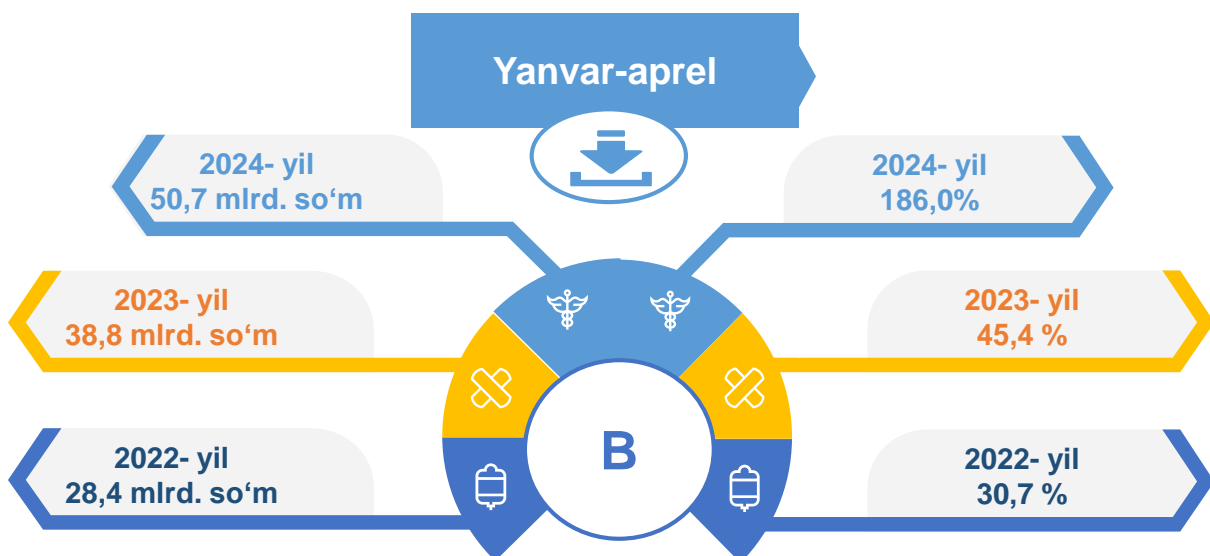 Yanvar-aprel
2024- yil
50,7 mlrd. so‘m
2024- yil
186,0%
2023- yil
38,8 mlrd. so‘m
2023- yil
45,4 %
B
2022- yil
28,4 mlrd. so‘m
2022- yil
30,7 %